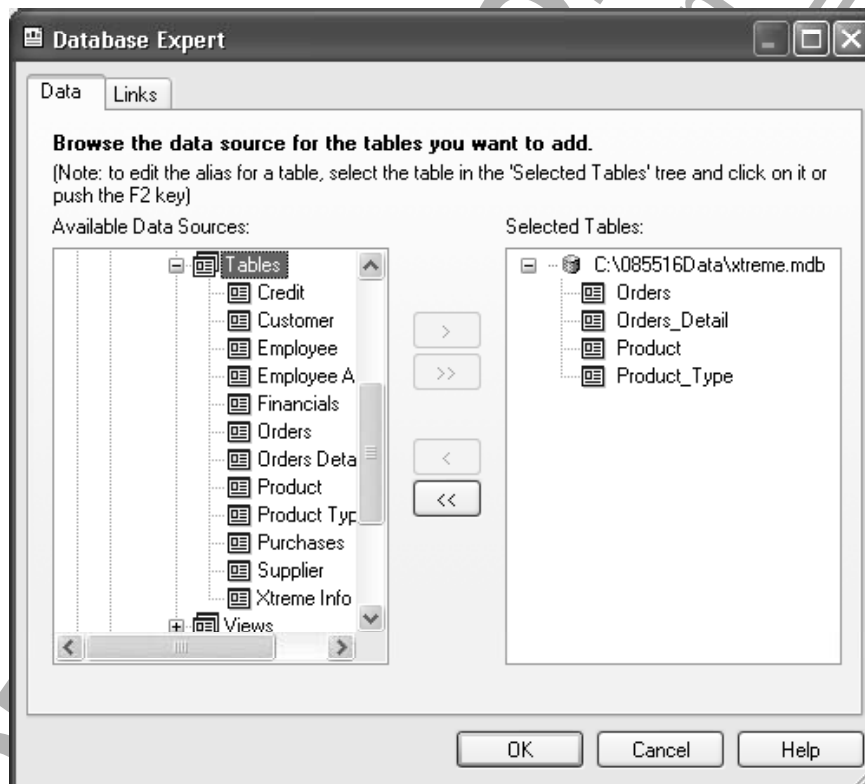 Database Expert
Data
Links
Browse the data source for the tables you want to add.
(Note: to edit the alias for a table, select the table in the 'Selected Tables' tree and click on it or
push the F2 key)
Available Data Sources:
Tables
Credit
Customer
Employee
Employee A
Financials
Orders
Orders Deta
Product
Product Typ
Purchases
Supplier
Xtreme Info
Views
>
>>
<
<<
Selected Tables:
C:\085516Data\xtreme.mdb
Orders
Orders_Detail
Product
Product_Type
OK
Cancel
Help